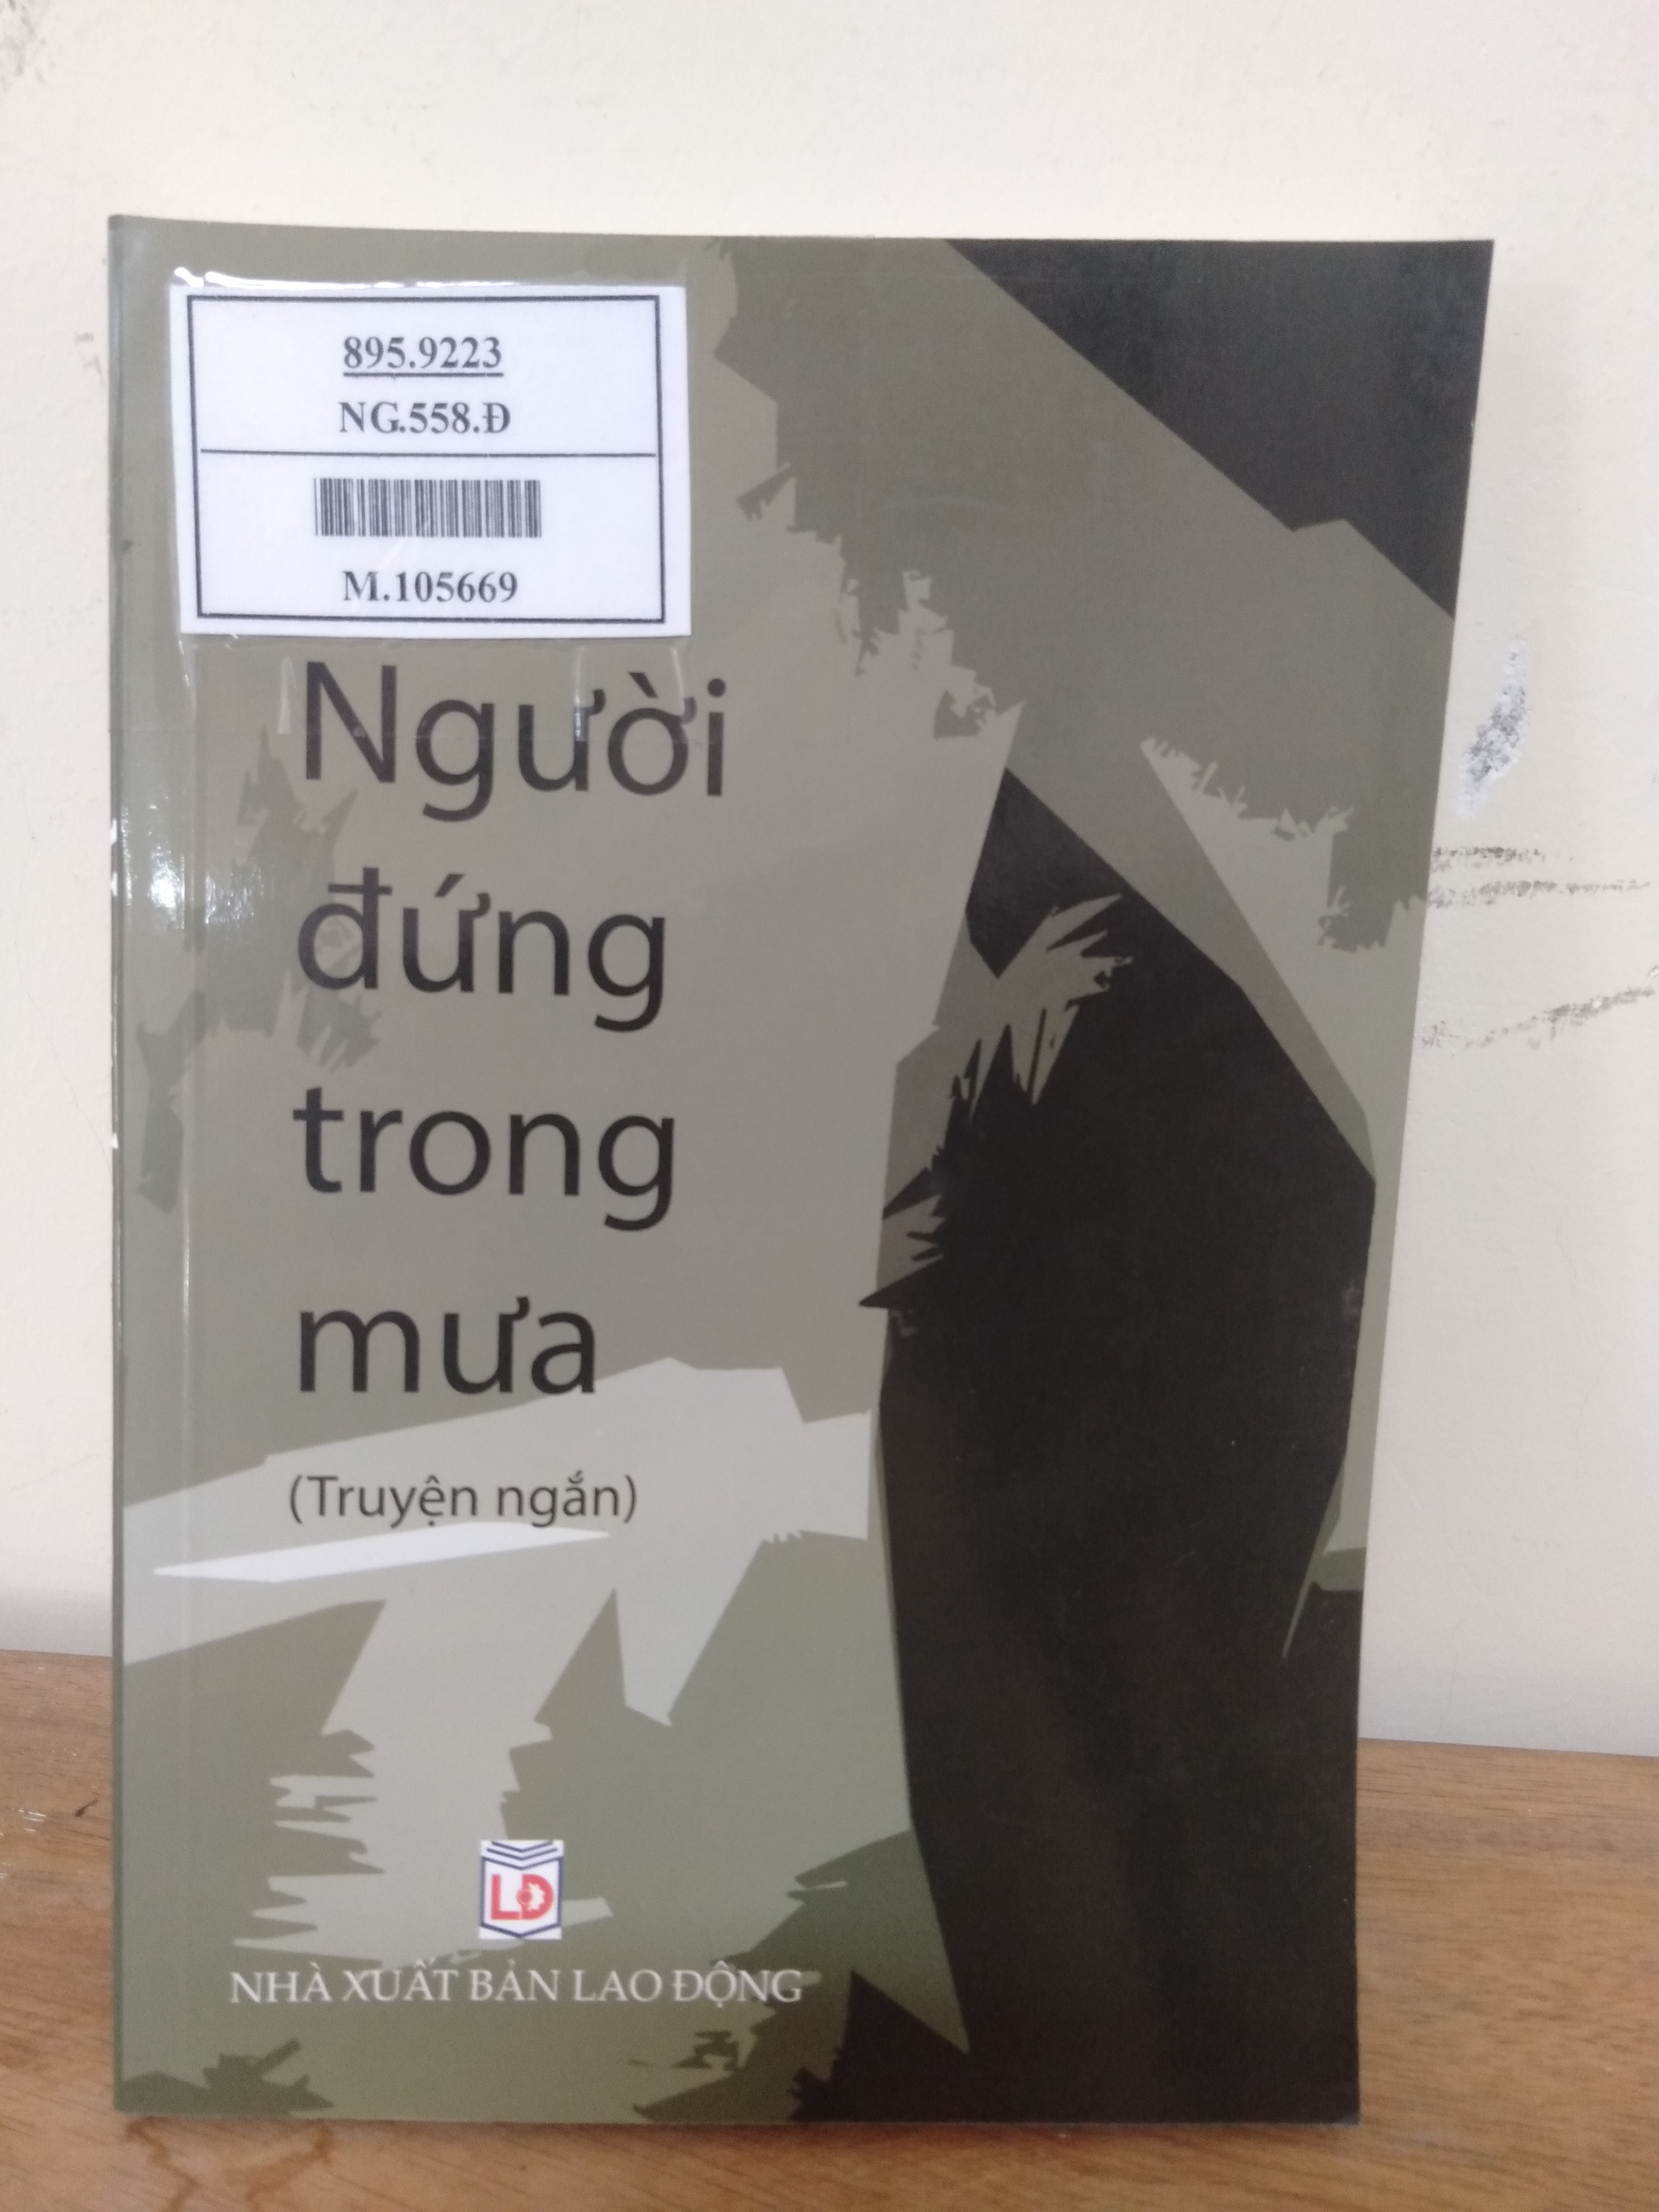 895.9223
NG.558.Đ
M.105669
Người
đứng
trong
mưa
(Truyện ngắn)
LĐ
NHÀ XUẤT BẢN LAO ĐỘNG